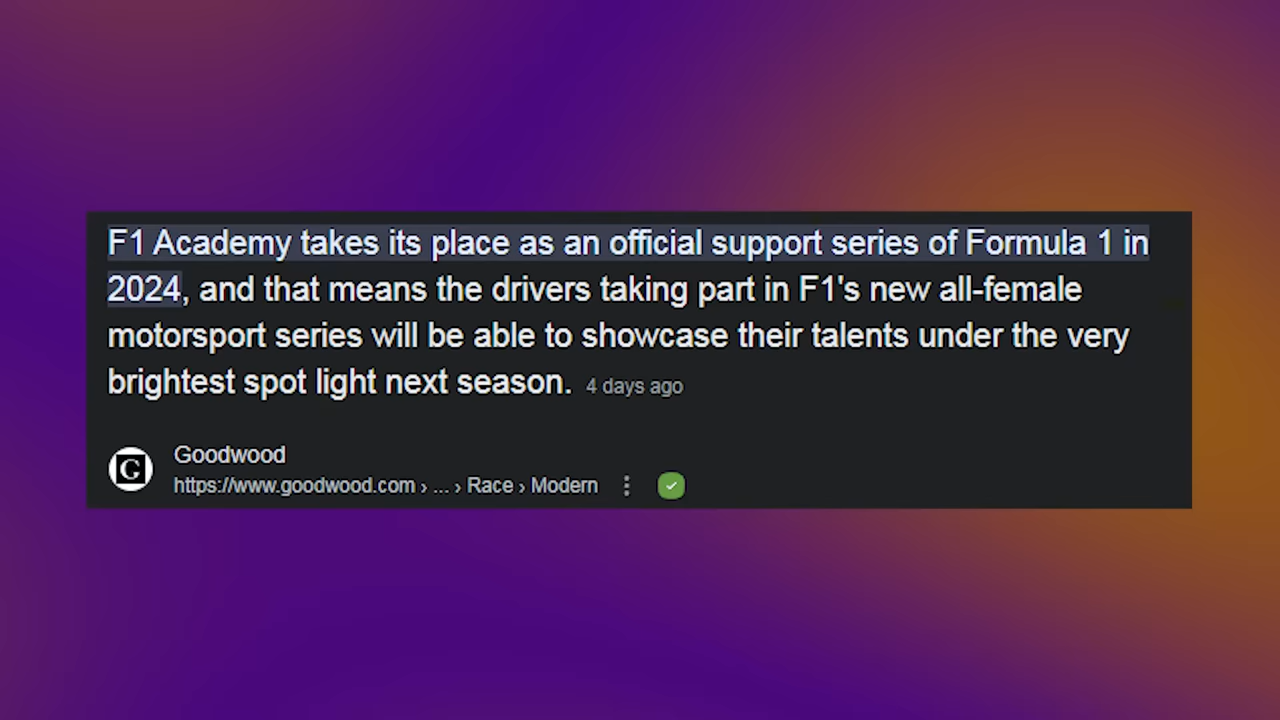 F1 Academy takes its place as an official support series of Formula 1 in
2024, and that means the drivers taking part in F1's new all-female
motorsport series will be able to showcase their talents under the very
brightest spot light next season. 4 days ago
G
Goodwood
https://www.goodwood.com › ... › Race › Modern